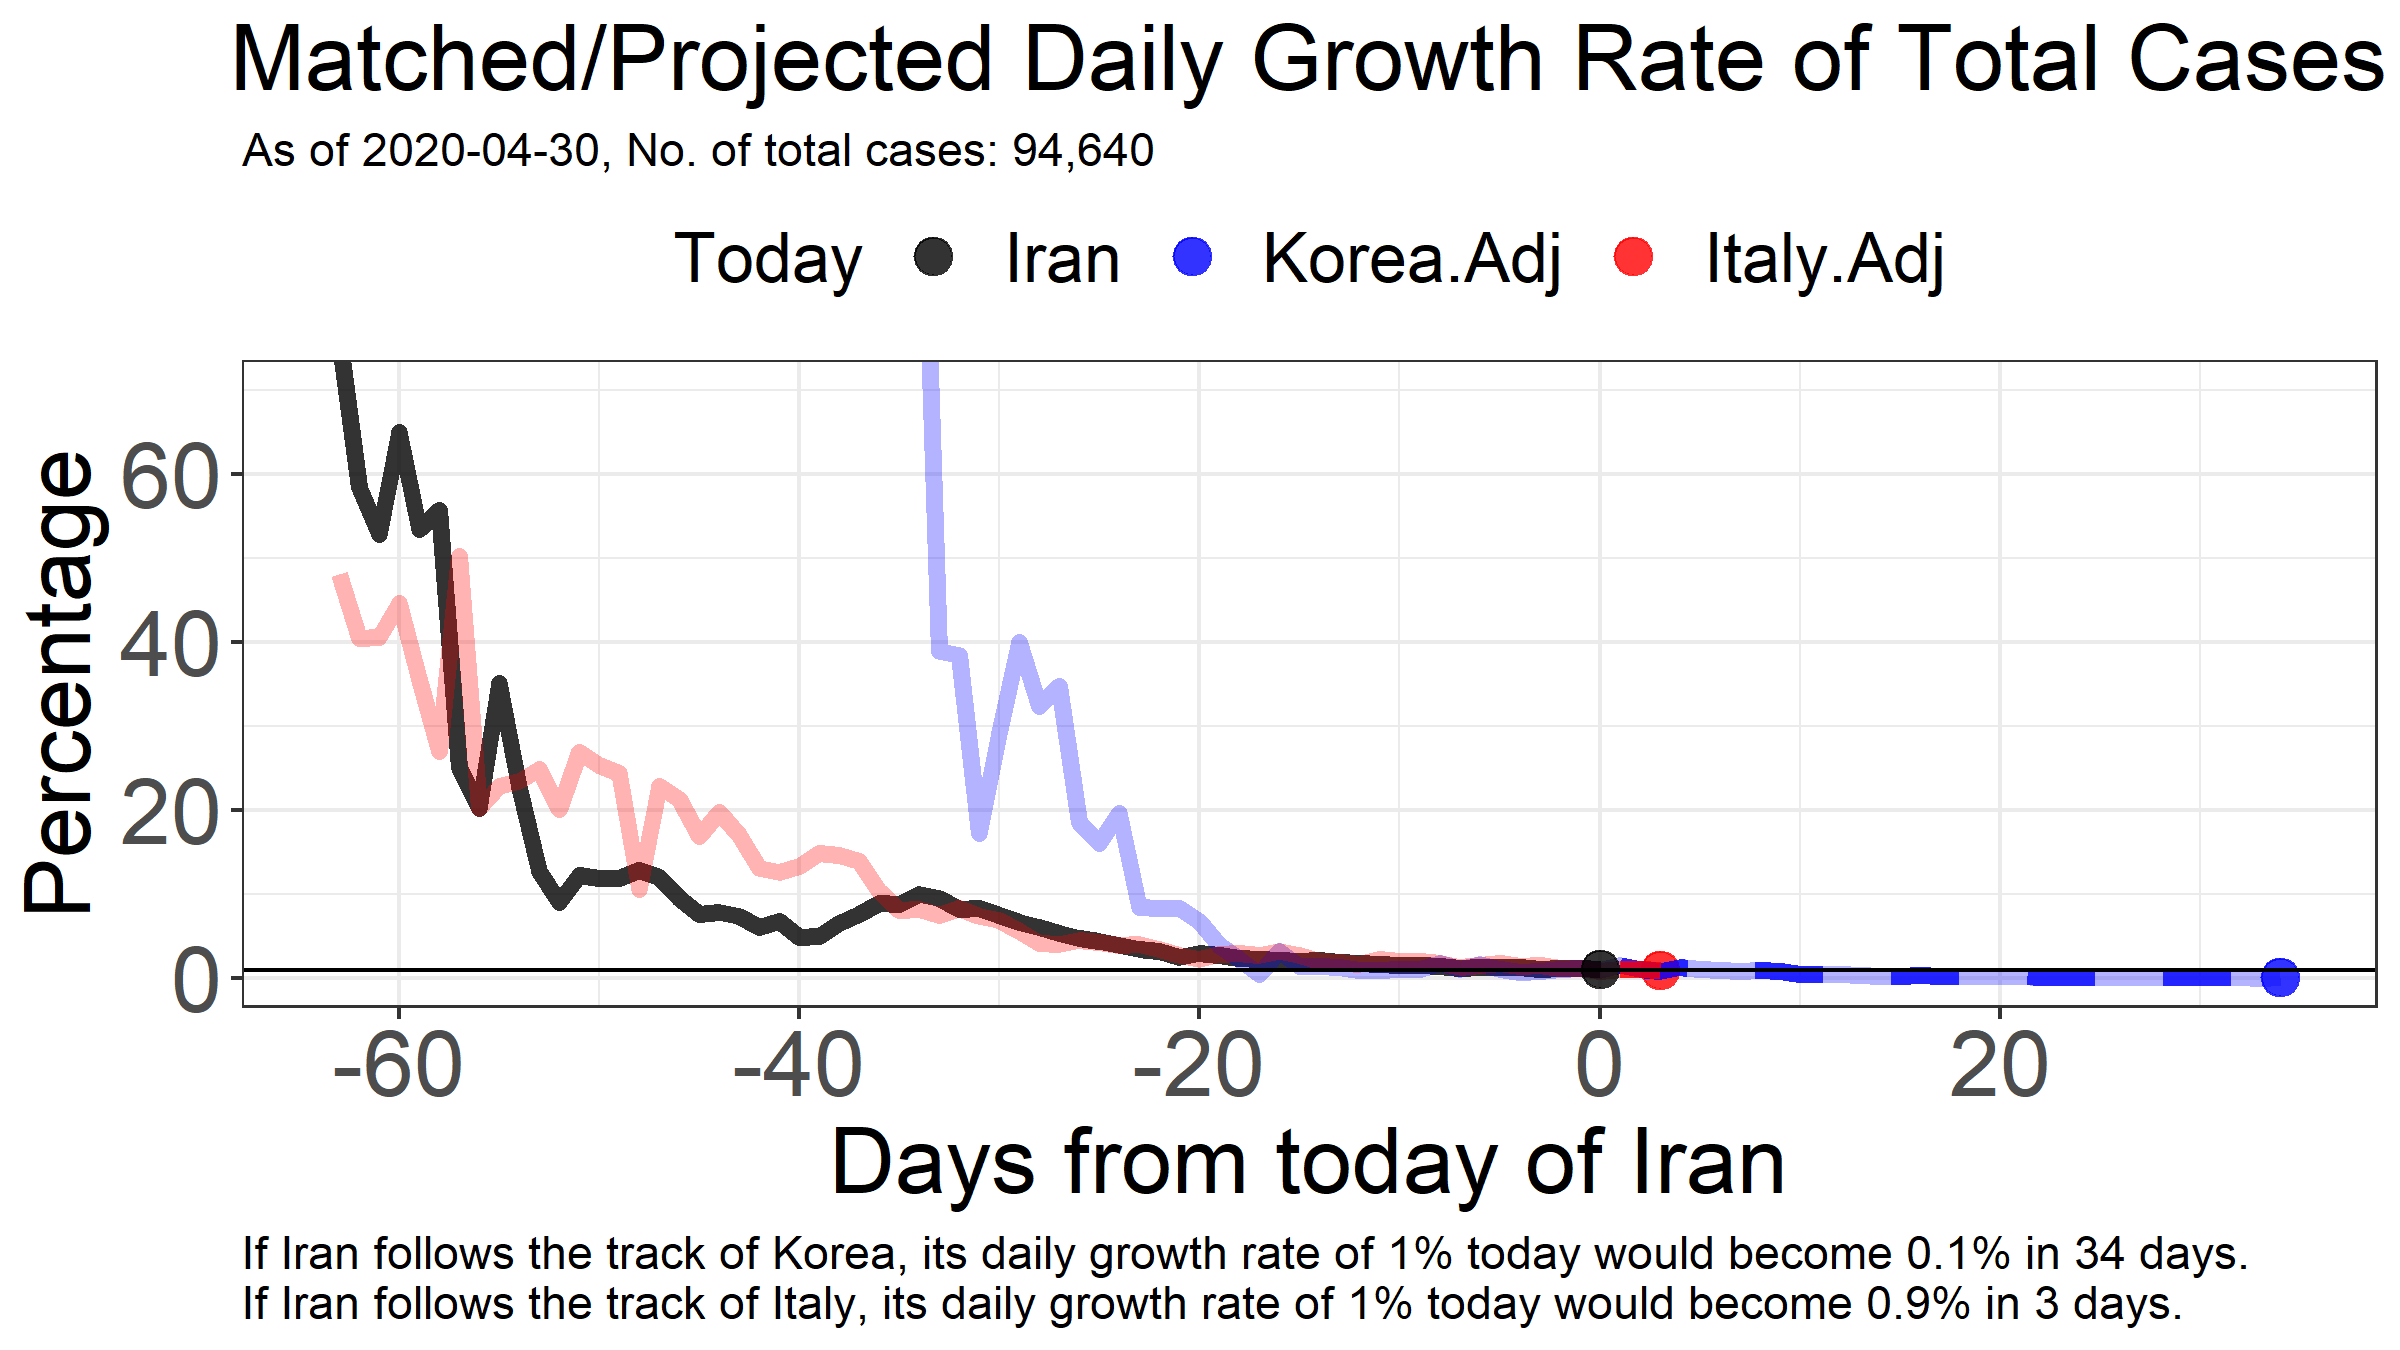 Matched/Projected Daily Growth Rate of Total Cases
As of 2020-04-30, No. of total cases: 94,640
Today Iran Korea.Adj Italy.Adj
Percentage
60
40
20
0
-60 -40 -20 0 20
Days from today of Iran
If Iran follows the track of Korea, its daily growth rate of 1% today would become 0.1% in 34 days.
If Iran follows the track of Italy, its daily growth rate of 1% today would become 0.9% in 3 days.